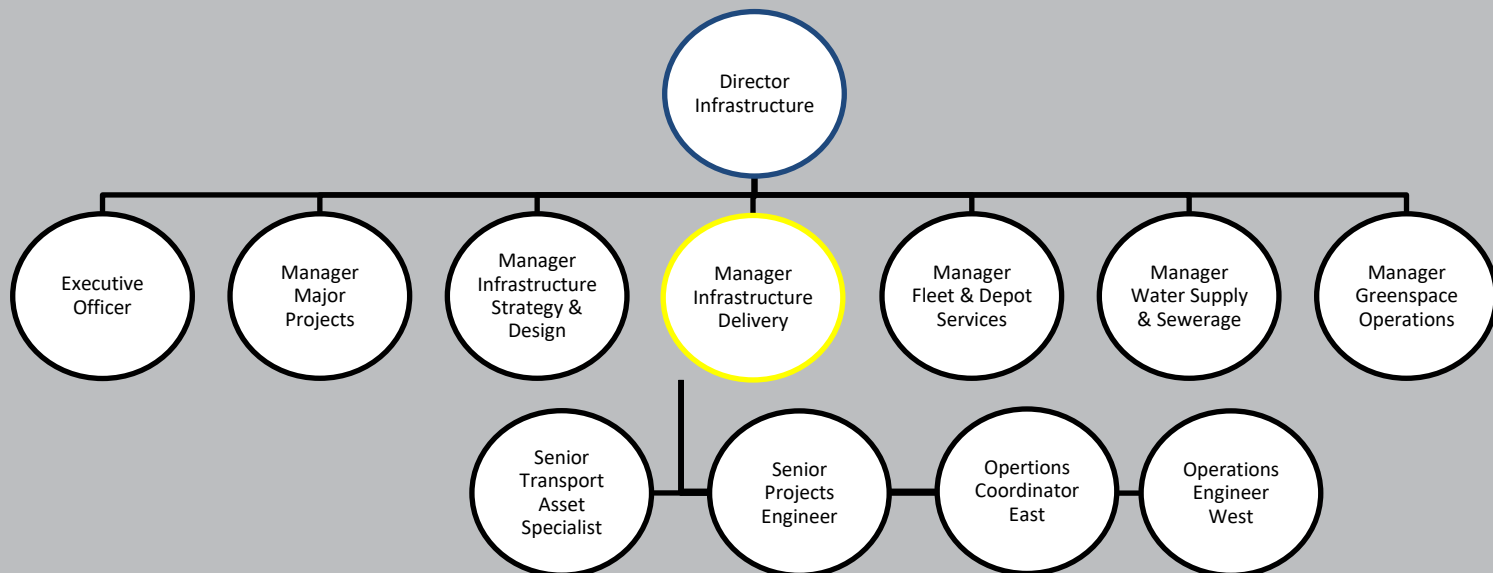 Director
Infrastructure
Executive
Officer
Manager
Major
Projects
Manager
Infrastructure
Strategy &
Design
Manager
Infrastructure
Delivery
Manager
Fleet & Depot
Services
Manager
Water Supply
& Sewerage
Manager
Greenspace
Operations
Senior
Transport
Asset
Specialist
Senior
Projects
Engineer
Opertions
Coordinator
East
Operations
Engineer
West